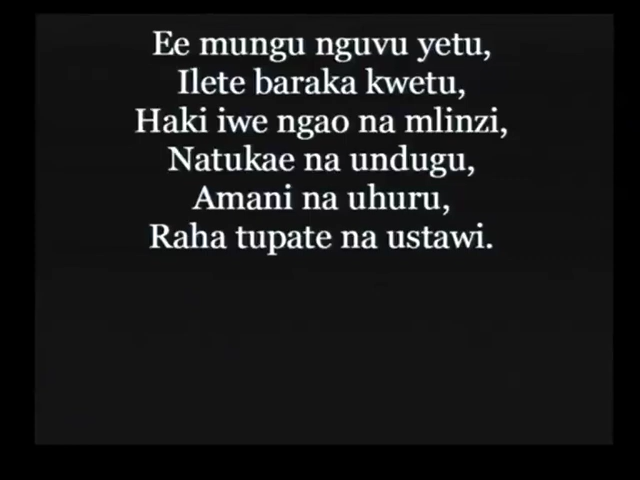 Ee mungu nguvu yetu,
Ilete baraka kwetu,
Haki iwe ngao na mlinzi,
Natukae na undugu,
Amani na uhuru,
Raha tupate na ustawi.